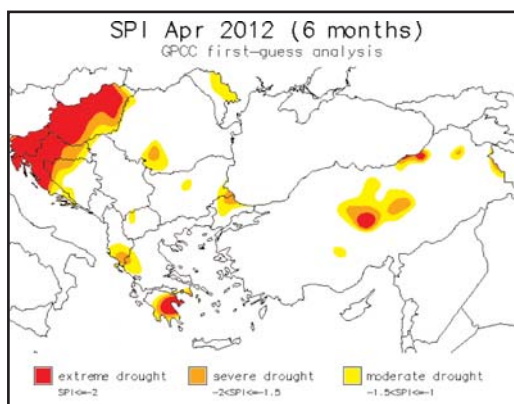 SPI Apr 2012 (6 months)
GPCC first-guess analysis
extreme drought severe drought moderate drought
SPI<=-2 -2<SPI<=-1.5 -1.5<SPI<=-1